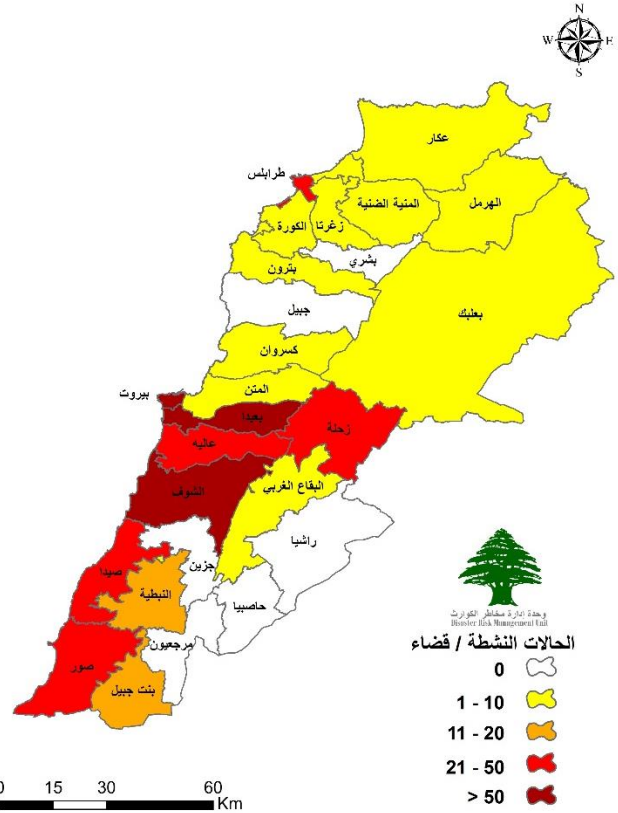 N
W E
S
عكار
طرابلس
الهرمل
المنية الضنية
زغرتا
الكورة
بشري
بترون
جبيل
بعلبك
كسروان
المتن
بيروت
بعبدا
زحلة
عاليه
الشوف
البقاع الغربي
راشيا
صيدا
جزين
النبطية
حاصبيا
مرجعيون
صور
بنت جبيل
وحدة إدارة مخاطر الكوارث
Disaster Risk Management Unit
الحالات النشطة / قضاء
0
1 - 10
11 - 20
21 - 50
> 50
0 15 30 60
Km